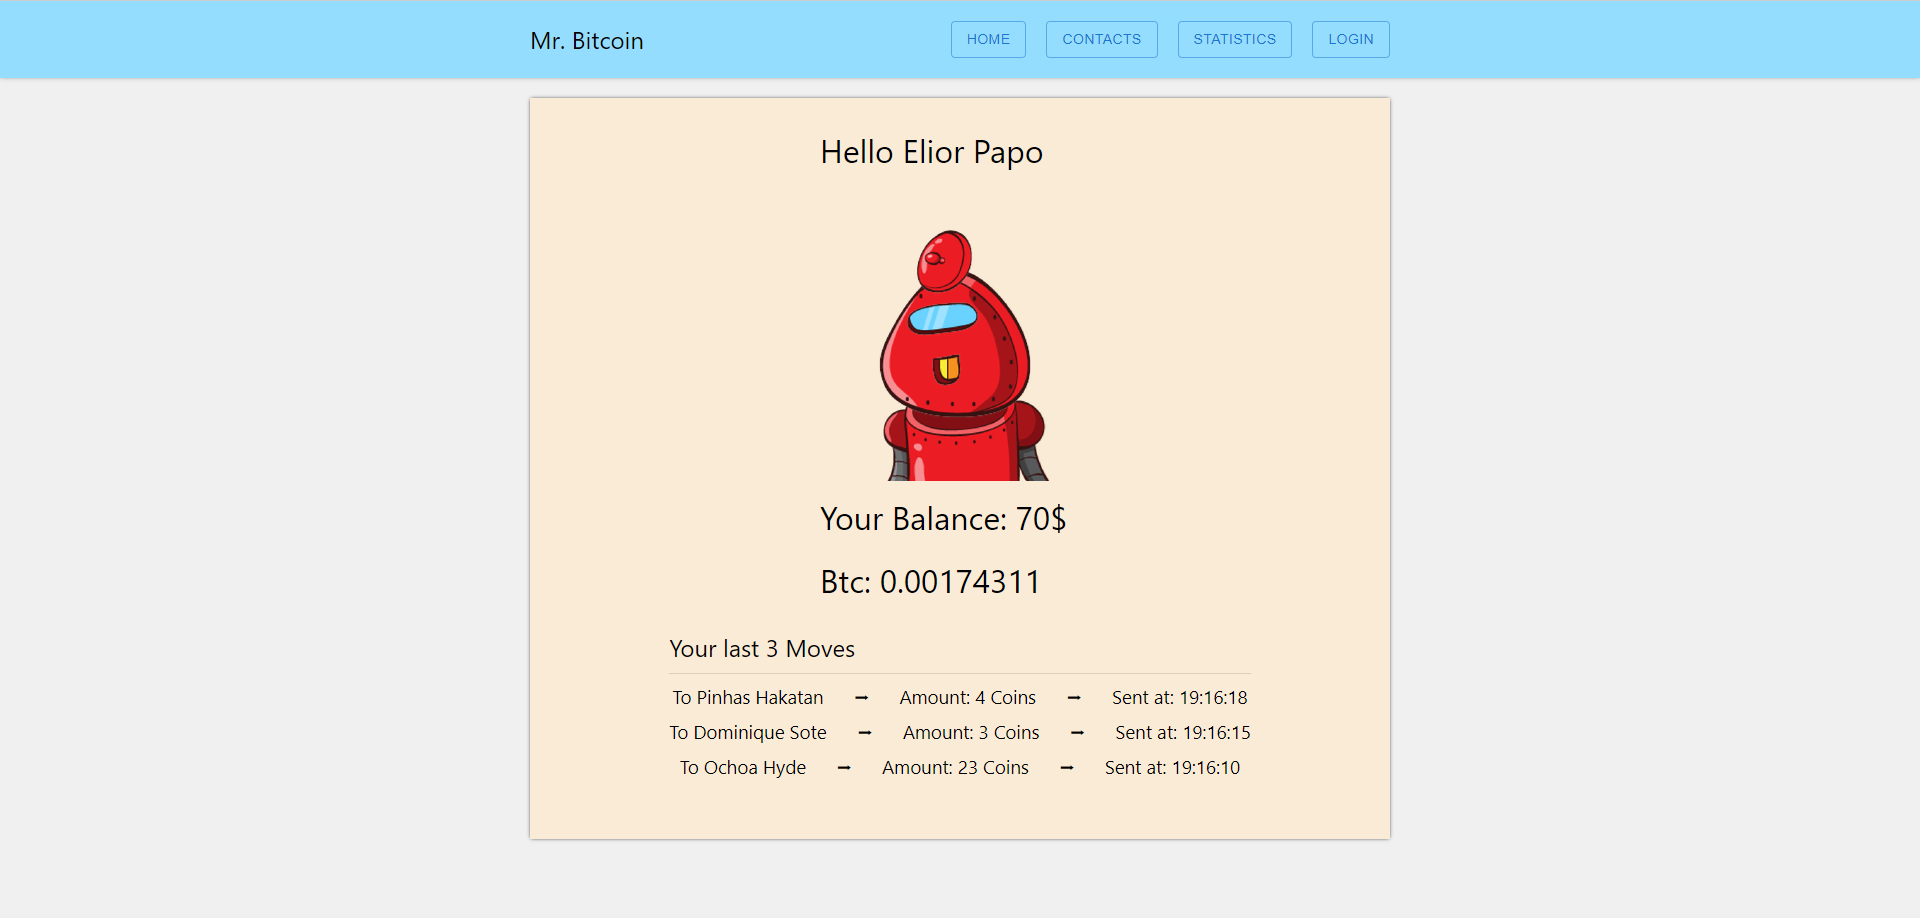 Mr. Bitcoin HOME CONTACTS STATISTICS LOGIN
Hello Elior Papo
Your Balance: 70$
Btc: 0.00174311
Your last 3 Moves
To Pinhas Hakatan ➞ Amount: 4 Coins ➞ Sent at: 19:16:18
To Dominique Sote ➞ Amount: 3 Coins ➞ Sent at: 19:16:15
To Ochoa Hyde ➞ Amount: 23 Coins ➞ Sent at: 19:16:10